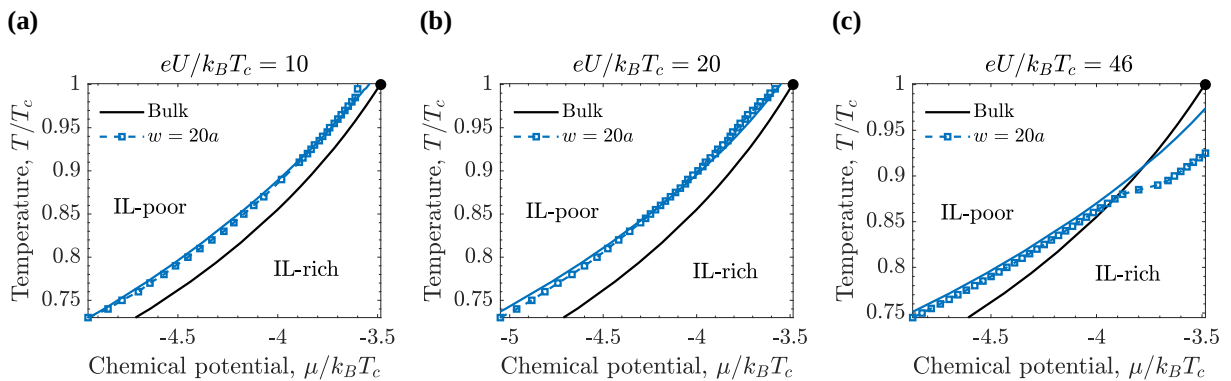 (a)
eU/k_BT_c = 10
Temperature, T/T_c
1
0.95
0.9
0.85
0.8
0.75
Bulk
w = 20a
IL-poor
IL-rich
-4.5
-4
-3.5
Chemical potential, μ/k_BT_c
(b)
eU/k_BT_c = 20
1
0.95
0.9
0.85
0.8
0.75
Bulk
w = 20a
IL-poor
IL-rich
-5
-4.5
-4
-3.5
Chemical potential, μ/k_BT_c
(c)
eU/k_BT_c = 46
Temperature, T/T_c
1
0.95
0.9
0.85
0.8
0.75
Bulk
w = 20a
IL-poor
IL-rich
-4.5
-4
-3.5
Chemical potential, μ/k_BT_c